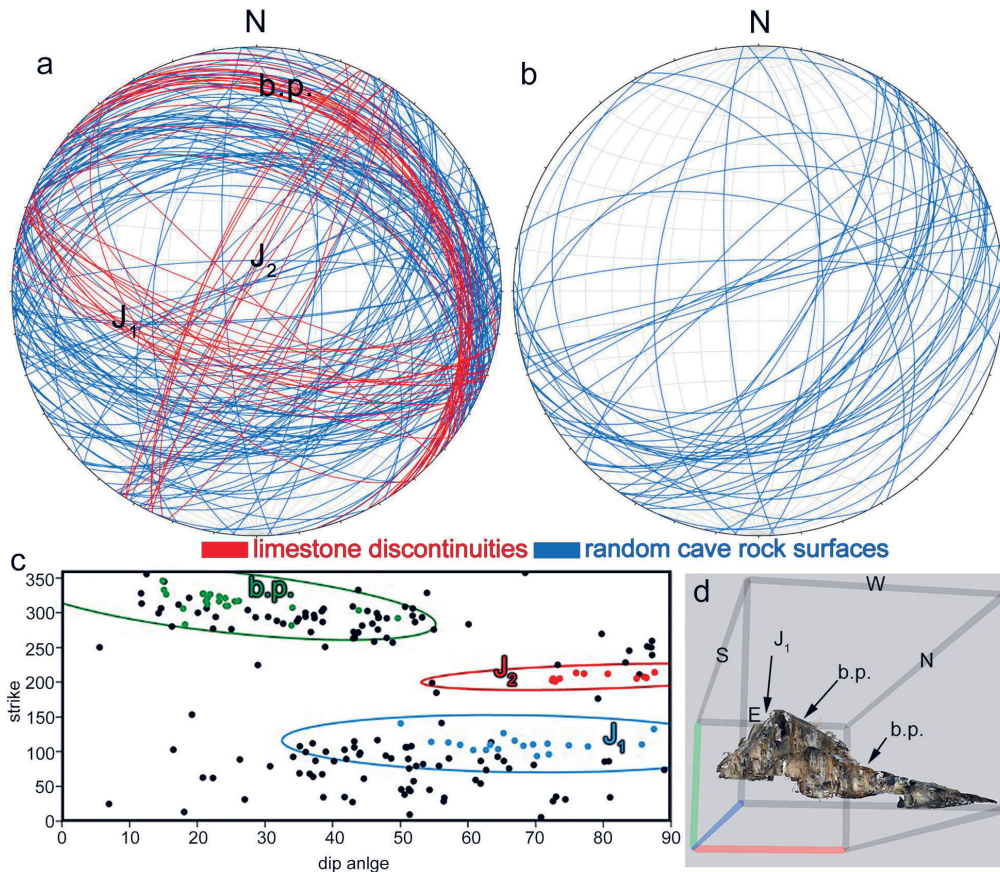 N
N
a
b
b.p.
J2
J1
limestone discontinuities
random cave rock surfaces
c
d
350
300
250
200
150
100
50
0
strike
b.p.
J2
J1
0
10
20
30
40
50
60
70
80
90
dip anlge
W
S
J1
N
b.p.
E
b.p.